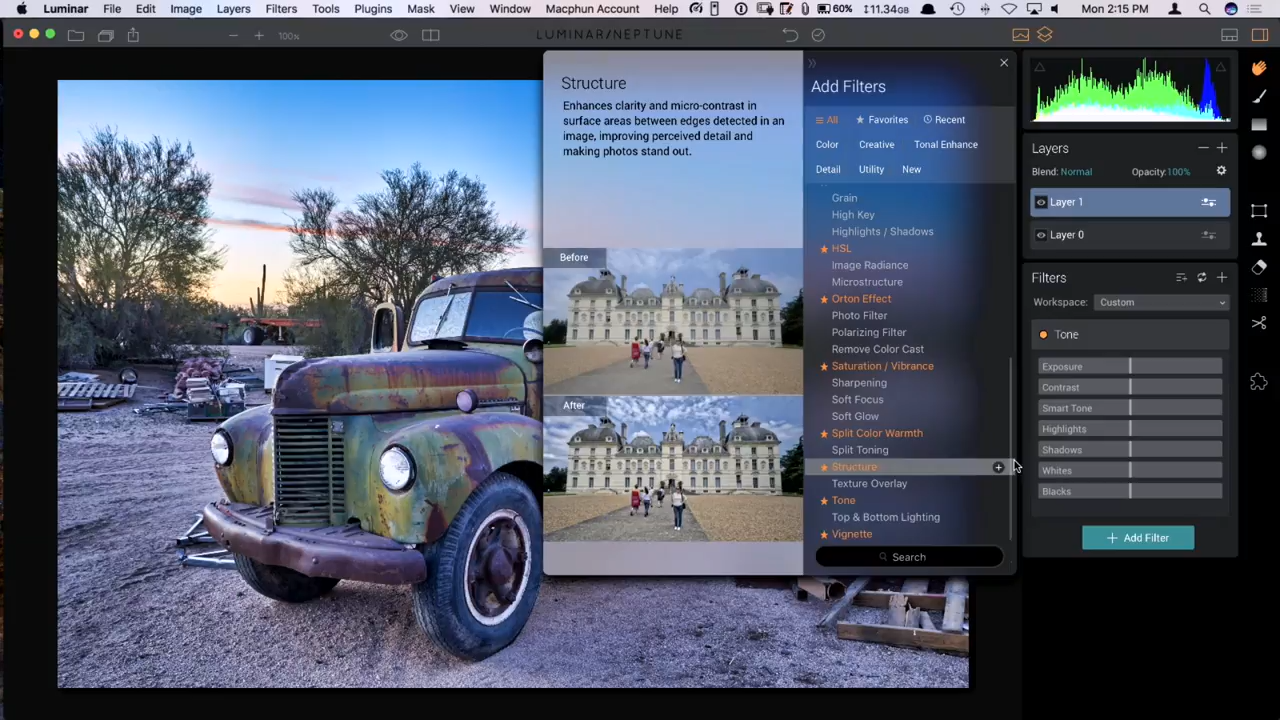 Luminar File Edit Image Layers Filters Tools Plugins Mask View Window Macphun Account Help 60% 11.34GB Mon 2:15 PM
100% LUMINAR/NEPTUNE
Structure
Enhances clarity and micro-contrast in
surface areas between edges detected in an
image, improving perceived detail and
making photos stand out.
Before
After
Add Filters
All Favorites Recent
Color Creative Tonal Enhance
Detail Utility New
Grain
High Key
Highlights / Shadows
HSL
Image Radiance
Microstructure
Orton Effect
Photo Filter
Polarizing Filter
Remove Color Cast
Saturation / Vibrance
Sharpening
Soft Focus
Soft Glow
Split Color Warmth
Split Toning
Structure
Texture Overlay
Tone
Top & Bottom Lighting
Vignette
Search
Layers
Blend: Normal Opacity:100%
Layer 1
Layer 0
Filters
Workspace: Custom
Tone
Exposure
Contrast
Smart Tone
Highlights
Shadows
Whites
Blacks
Add Filter